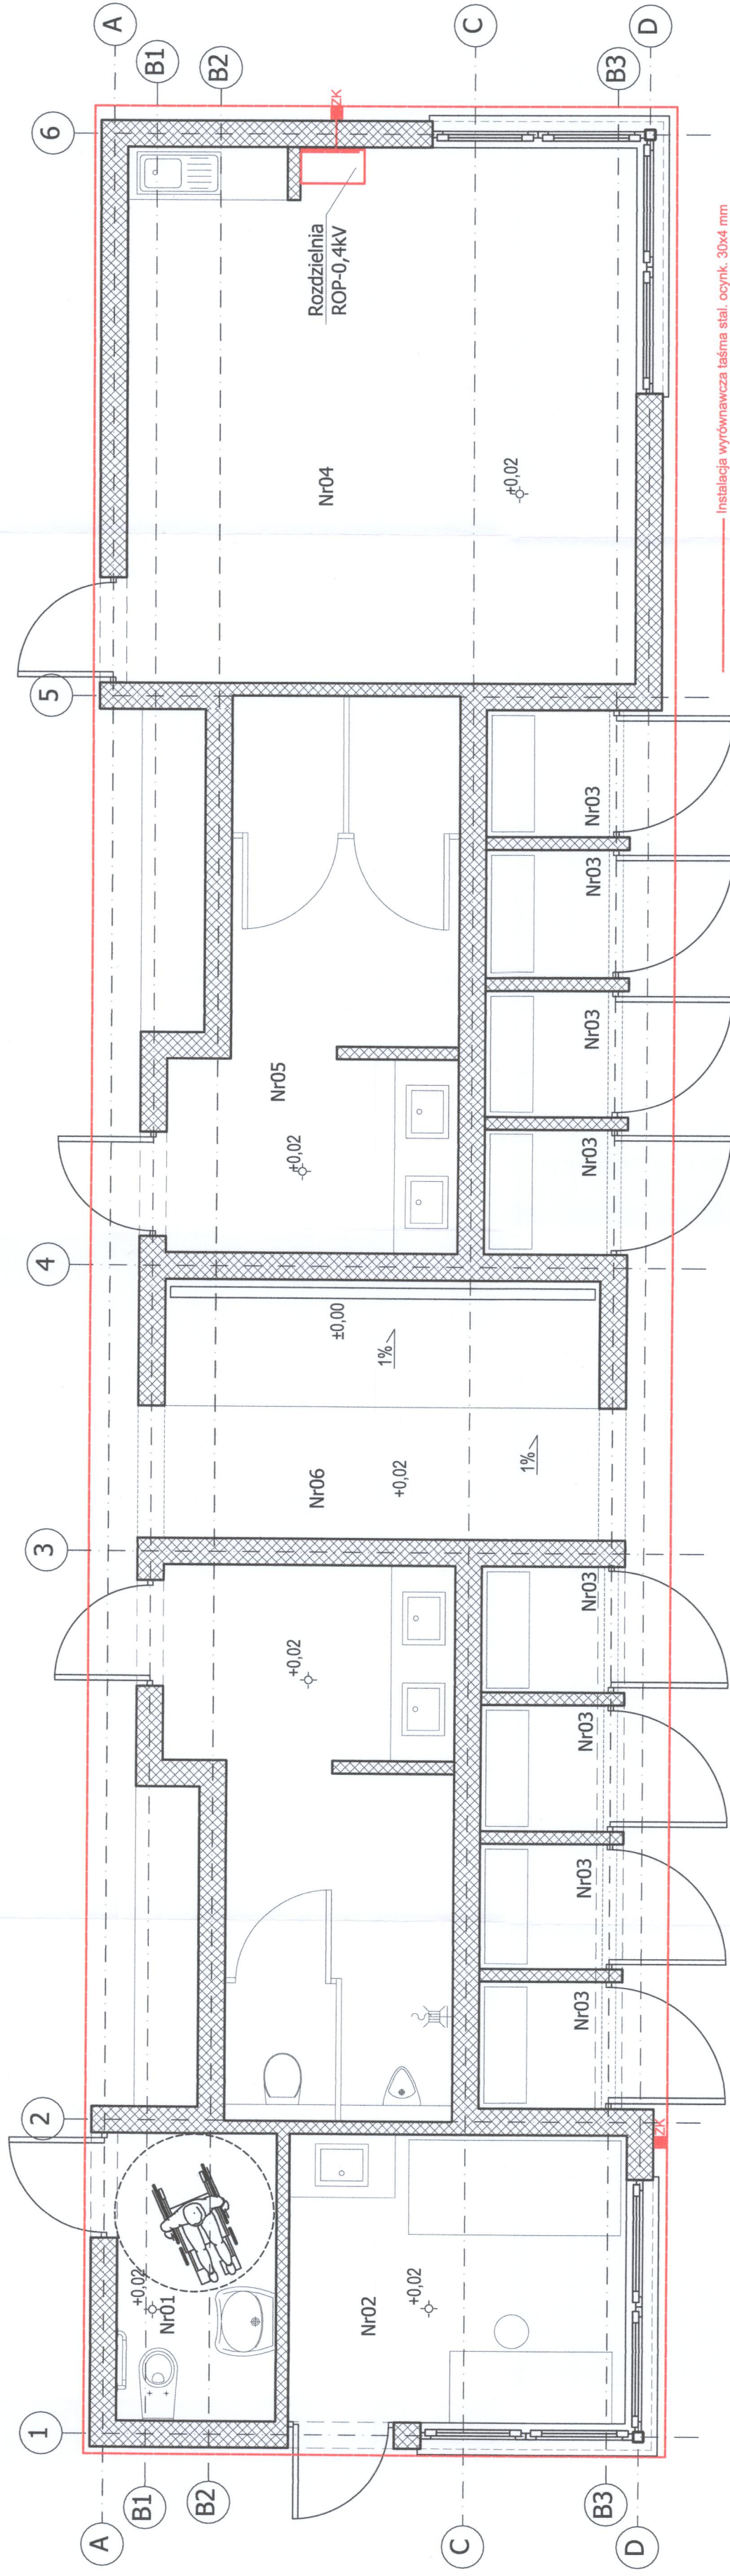 A
B1
B2
C
B3
D
6
ZK
Rozdzielnia
ROP-0,4kV
Nr04
+0,02
Instalacja wyrównawcza taśma stal. ocynk. 30x4 mm
5
Nr03
Nr03
Nr03
Nr03
Nr05
+0,02
4
±0,00
1%
Nr06
+0,02
1%
3
+0,02
Nr03
Nr03
Nr03
Nr03
2
ZK
+0,02
Nr01
Nr02
+0,02
1
A
B1
B2
C
B3
D